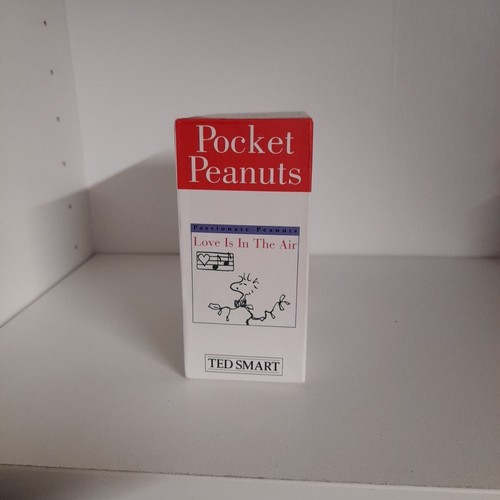 Pocket
Peanuts
Passionate Peanuts
Love Is In The Air
TED SMART